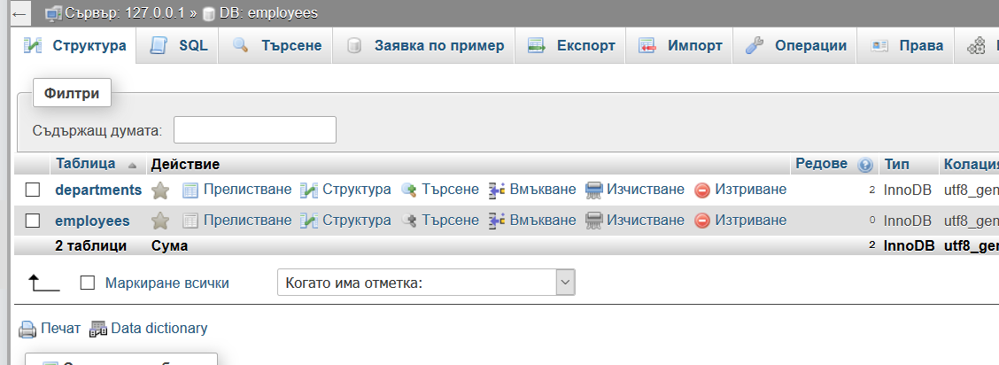 Сървър: 127.0.0.1 » DB: employees
Структура SQL Търсене Заявка по пример Експорт Импорт Операции Права
Филтри
Съдържащ думата:
Таблица Действие Редове Тип Колация
departments Прелистване Структура Търсене Вмъкване Изчистване Изтриване 2 InnoDB utf8_gen
employees Прелистване Структура Търсене Вмъкване Изчистване Изтриване 0 InnoDB utf8_gen
2 таблици Сума 2 InnoDB utf8_gen
Маркиране всички Когато има отметка:
Печат Data dictionary